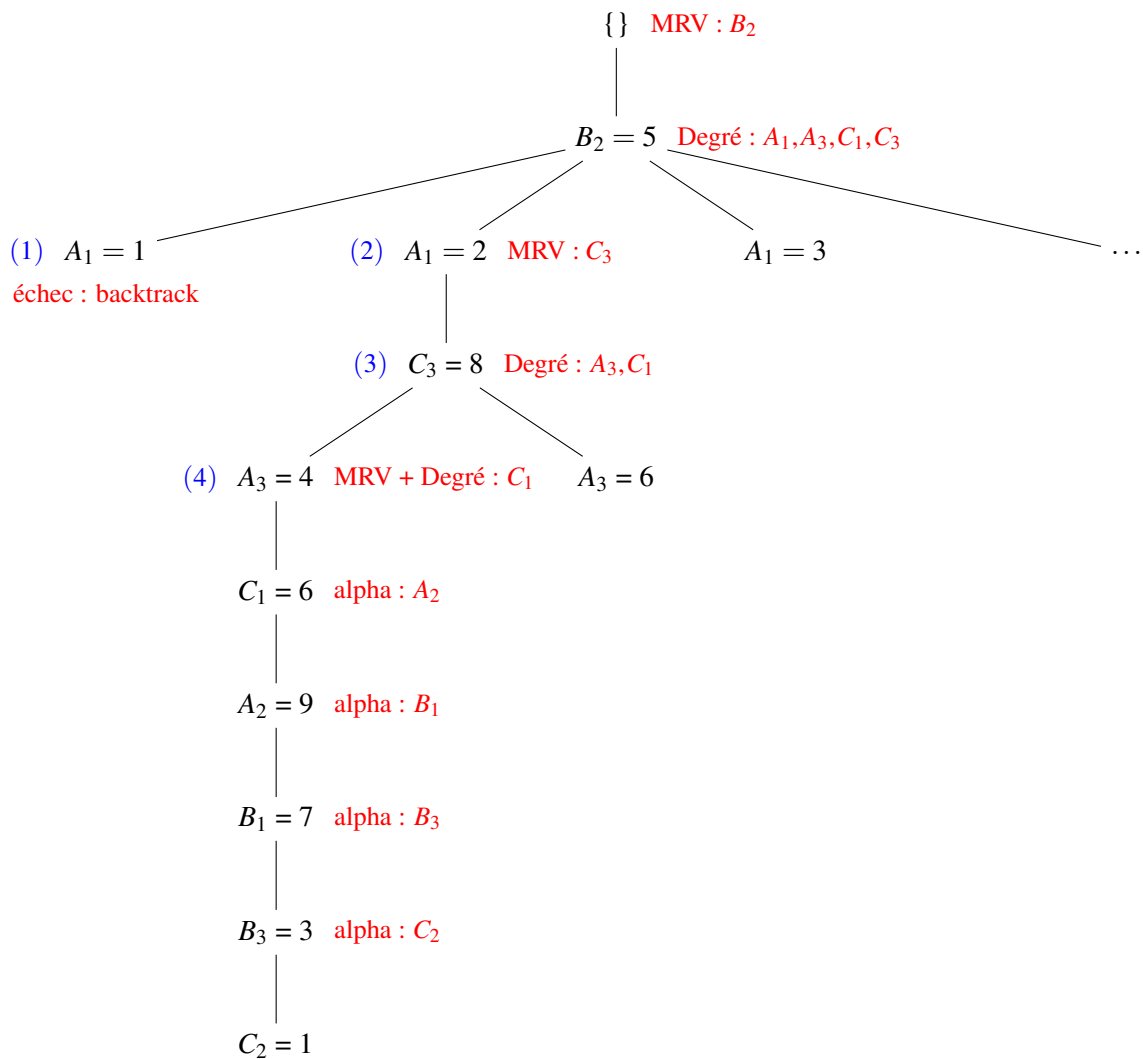 {} MRV : B₂
B₂ = 5 Degré : A₁,A₃,C₁,C₃
(1) A₁ = 1 (2) A₁ = 2 MRV : C₃ A₁ = 3 ...
échec : backtrack
(3) C₃ = 8 Degré : A₃,C₁
(4) A₃ = 4 MRV + Degré : C₁ A₃ = 6
C₁ = 6 alpha : A₂
A₂ = 9 alpha : B₁
B₁ = 7 alpha : B₃
B₃ = 3 alpha : C₂
C₂ = 1